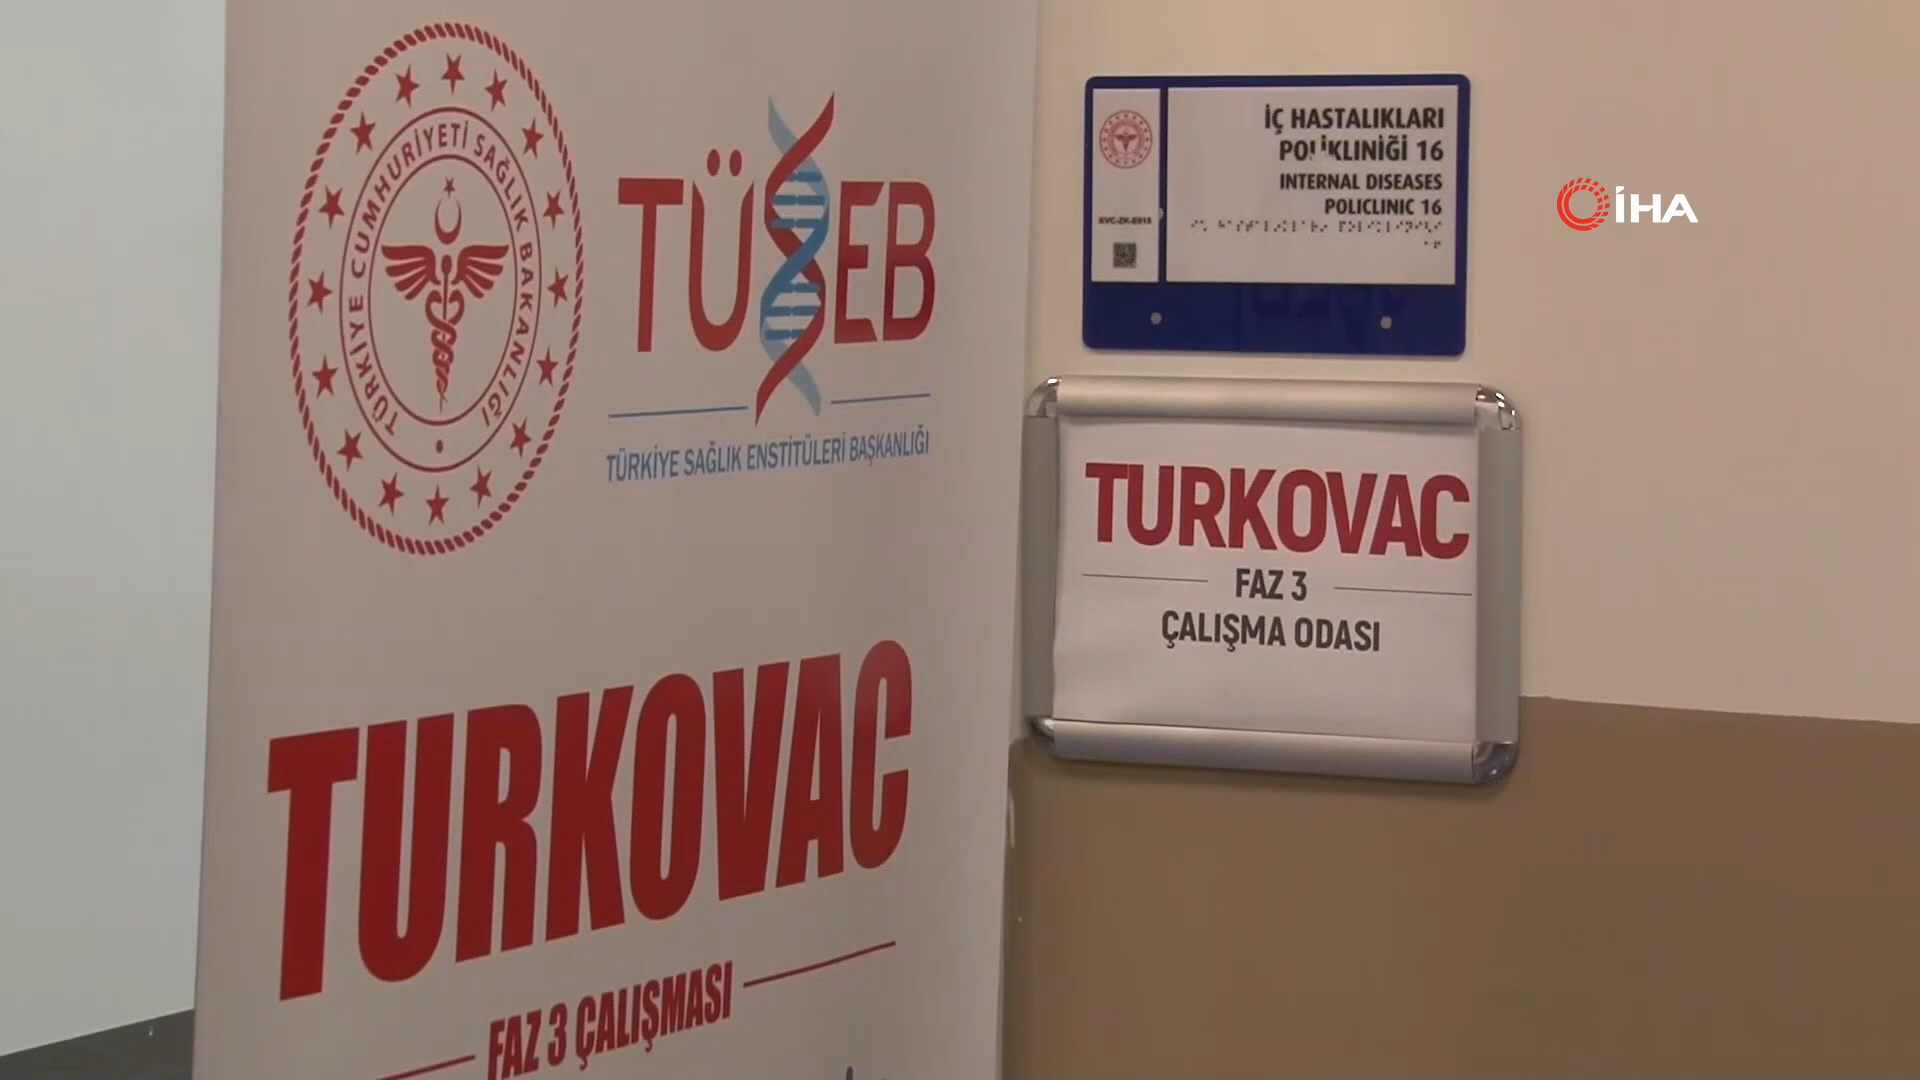 TÜRKİYE CUMHURİYETİ SAĞLIK BAKANLIĞI
TÜSEB
TÜRKİYE SAĞLIK ENSTİTÜLERİ BAŞKANLIĞI
TURKOVAC
FAZ 3 ÇALIŞMASI
İÇ HASTALIKLARI
POLİKLİNİĞİ 16
INTERNAL DISEASES
POLICLINIC 16
TURKOVAC
FAZ 3
ÇALIŞMA ODASI
İHA